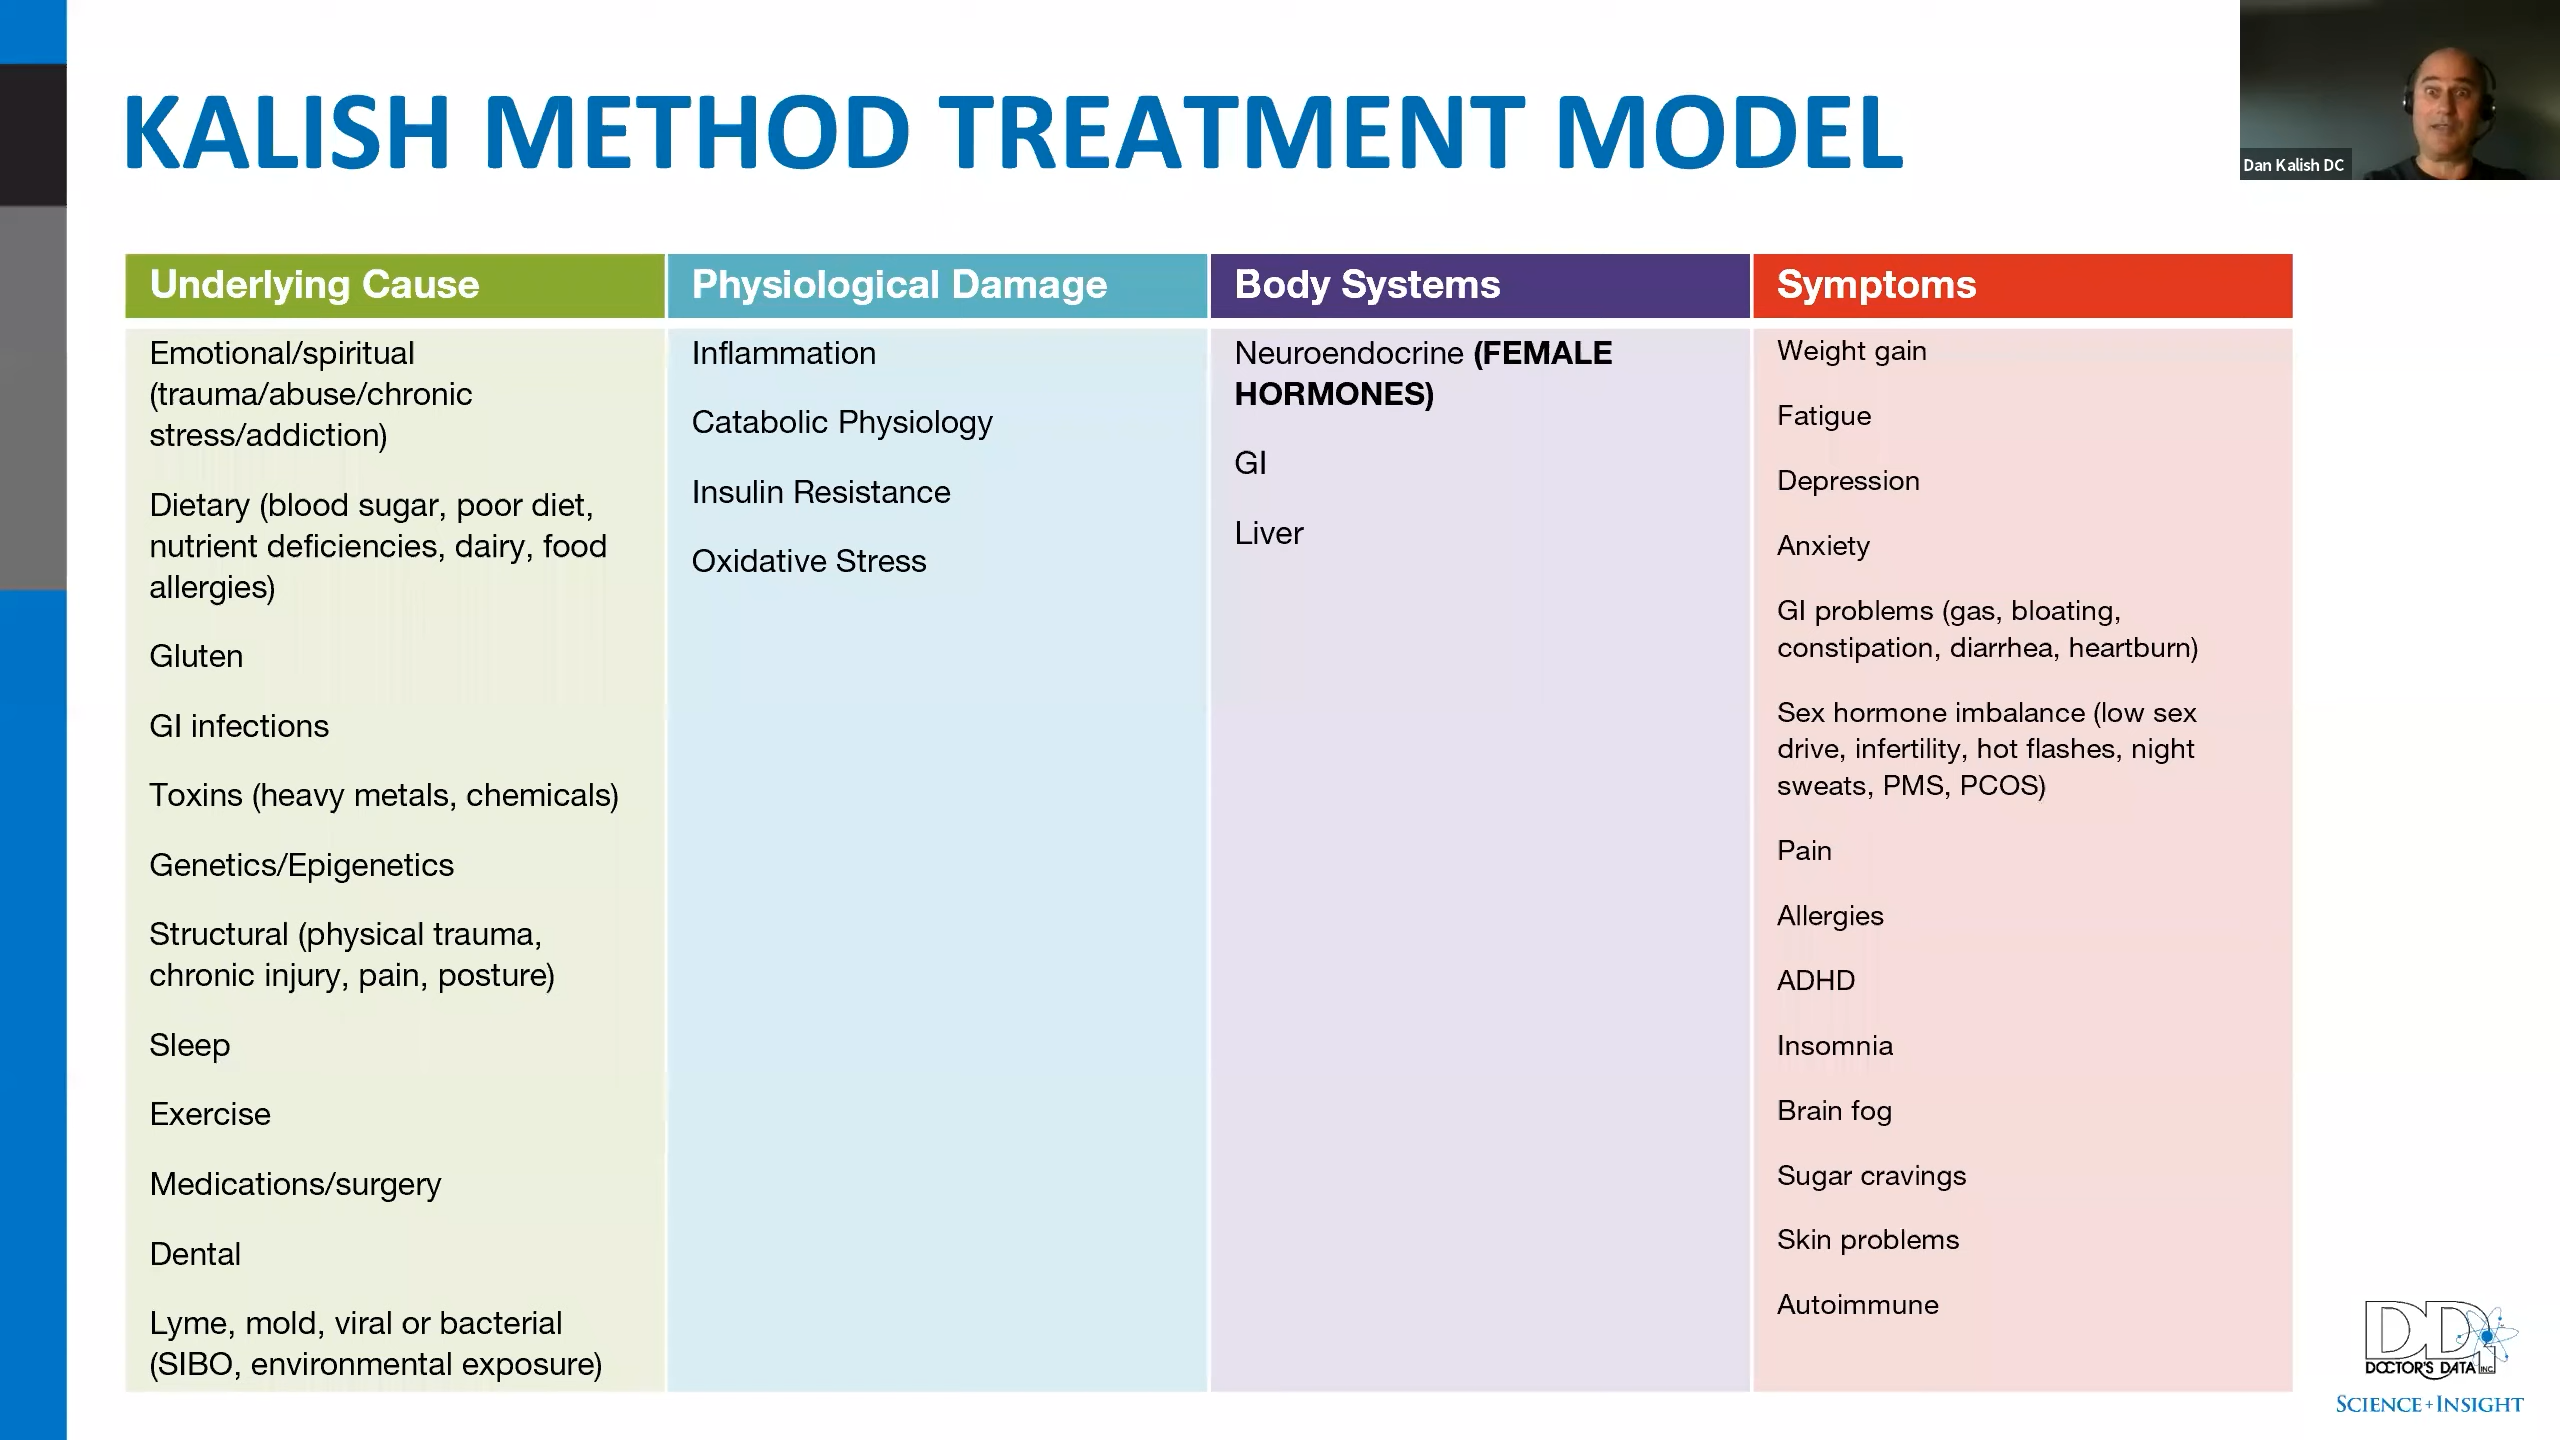 KALISH METHOD TREATMENT MODEL
Dan Kalish DC
Underlying Cause
Emotional/spiritual
(trauma/abuse/chronic
stress/addiction)
Dietary (blood sugar, poor diet,
nutrient deficiencies, dairy, food
allergies)
Gluten
GI infections
Toxins (heavy metals, chemicals)
Genetics/Epigenetics
Structural (physical trauma,
chronic injury, pain, posture)
Sleep
Exercise
Medications/surgery
Dental
Lyme, mold, viral or bacterial
(SIBO, environmental exposure)
Physiological Damage
Inflammation
Catabolic Physiology
Insulin Resistance
Oxidative Stress
Body Systems
Neuroendocrine (FEMALE
HORMONES)
GI
Liver
Symptoms
Weight gain
Fatigue
Depression
Anxiety
GI problems (gas, bloating,
constipation, diarrhea, heartburn)
Sex hormone imbalance (low sex
drive, infertility, hot flashes, night
sweats, PMS, PCOS)
Pain
Allergies
ADHD
Insomnia
Brain fog
Sugar cravings
Skin problems
Autoimmune
DDI
DOCTOR'S DATA INC.
SCIENCE + INSIGHT